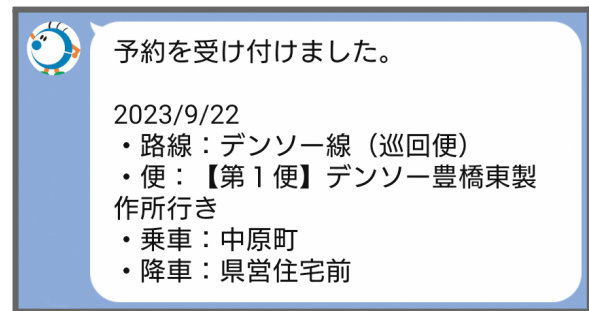 予約を受け付けました。
2023/9/22
・路線：デンソー線（巡回便）
・便：【第１便】デンソー豊橋東製
作所行き
・乗車：中原町
・降車：県営住宅前